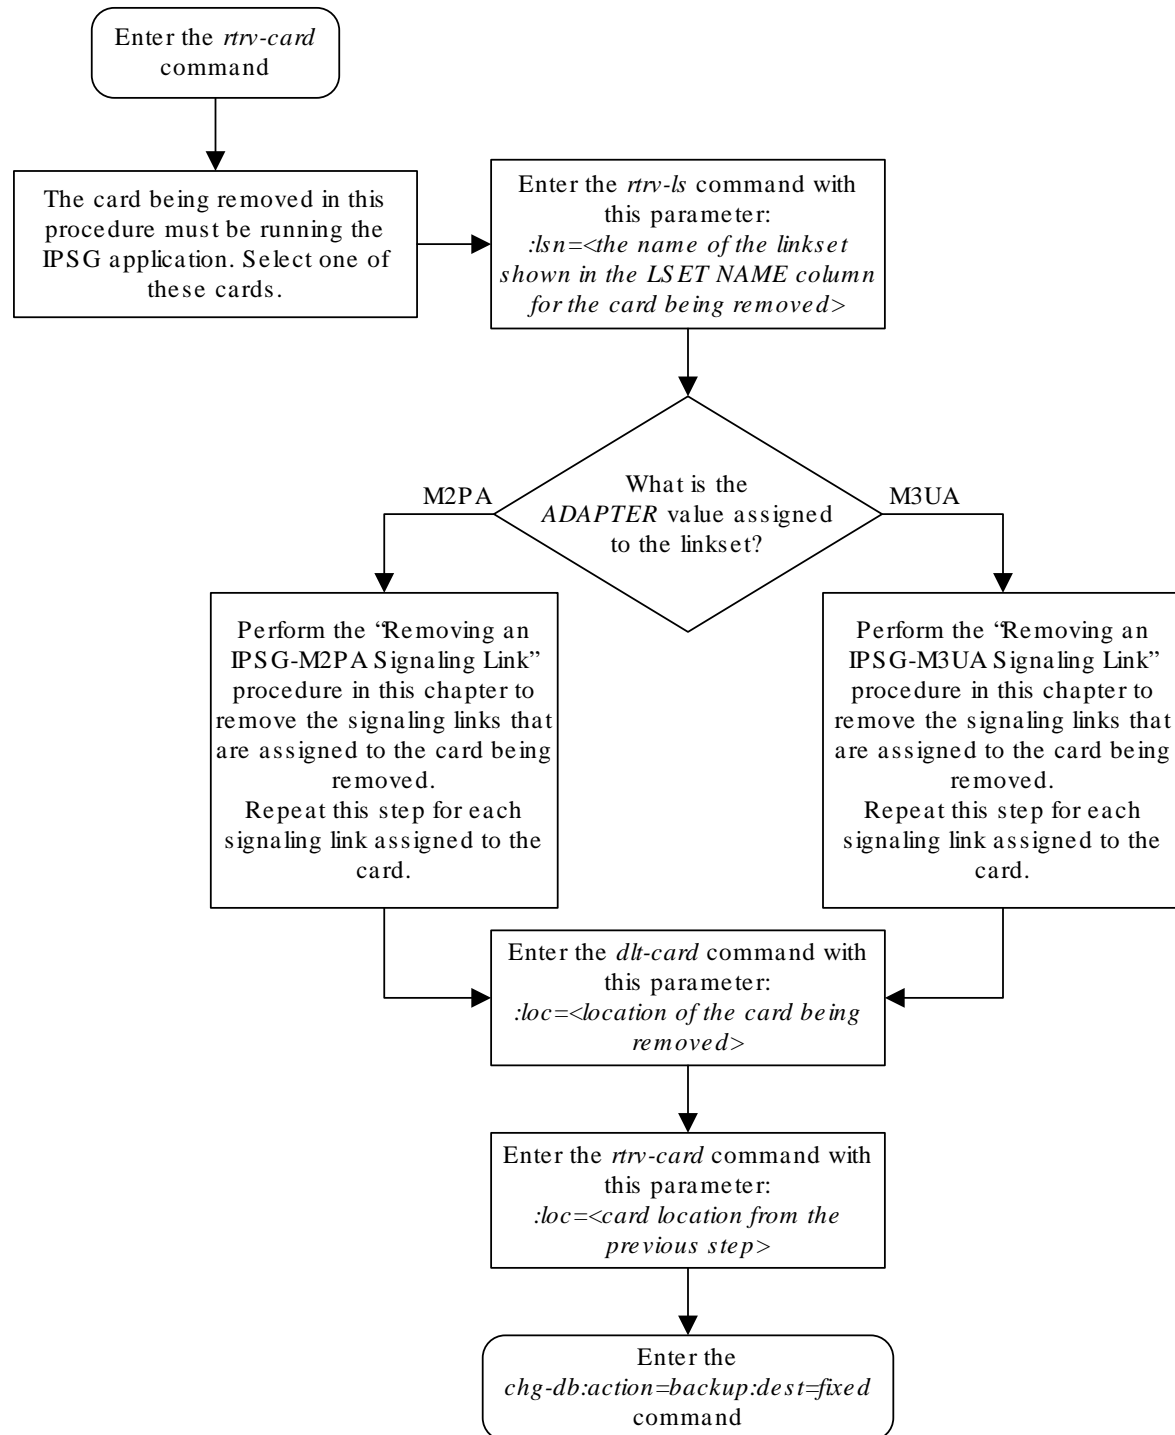 Enter the rtrv-card
command
The card being removed in this
procedure must be running the
IPSG application. Select one of
these cards.
Enter the rtrv-ls command with
this parameter:
:lsn=<the name of the linkset
shown in the LSET NAME column
for the card being removed>
What is the
ADAPTER value assigned
to the linkset?
M2PA
M3UA
Perform the “Removing an
IPSG-M2PA Signaling Link”
procedure in this chapter to
remove the signaling links that
are assigned to the card being
removed.
Repeat this step for each
signaling link assigned to the
card.
Perform the “Removing an
IPSG-M3UA Signaling Link”
procedure in this chapter to
remove the signaling links that
are assigned to the card being
removed.
Repeat this step for each
signaling link assigned to the
card.
Enter the dlt-card command with
this parameter:
:loc=<location of the card being
removed>
Enter the rtrv-card command with
this parameter:
:loc=<card location from the
previous step>
Enter the
chg-db:action=backup:dest=fixed
command